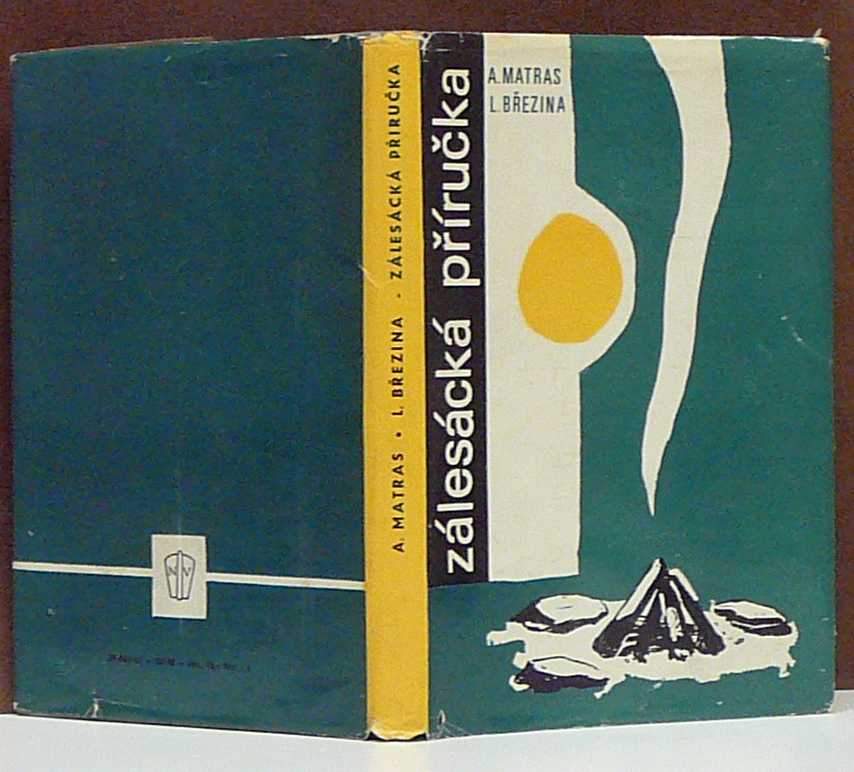 A. MATRAS
L. BŘEZINA
zálesácká příručka
A. MATRAS • L. BŘEZINA - ZÁLESÁCKÁ PŘÍRUČKA
N V